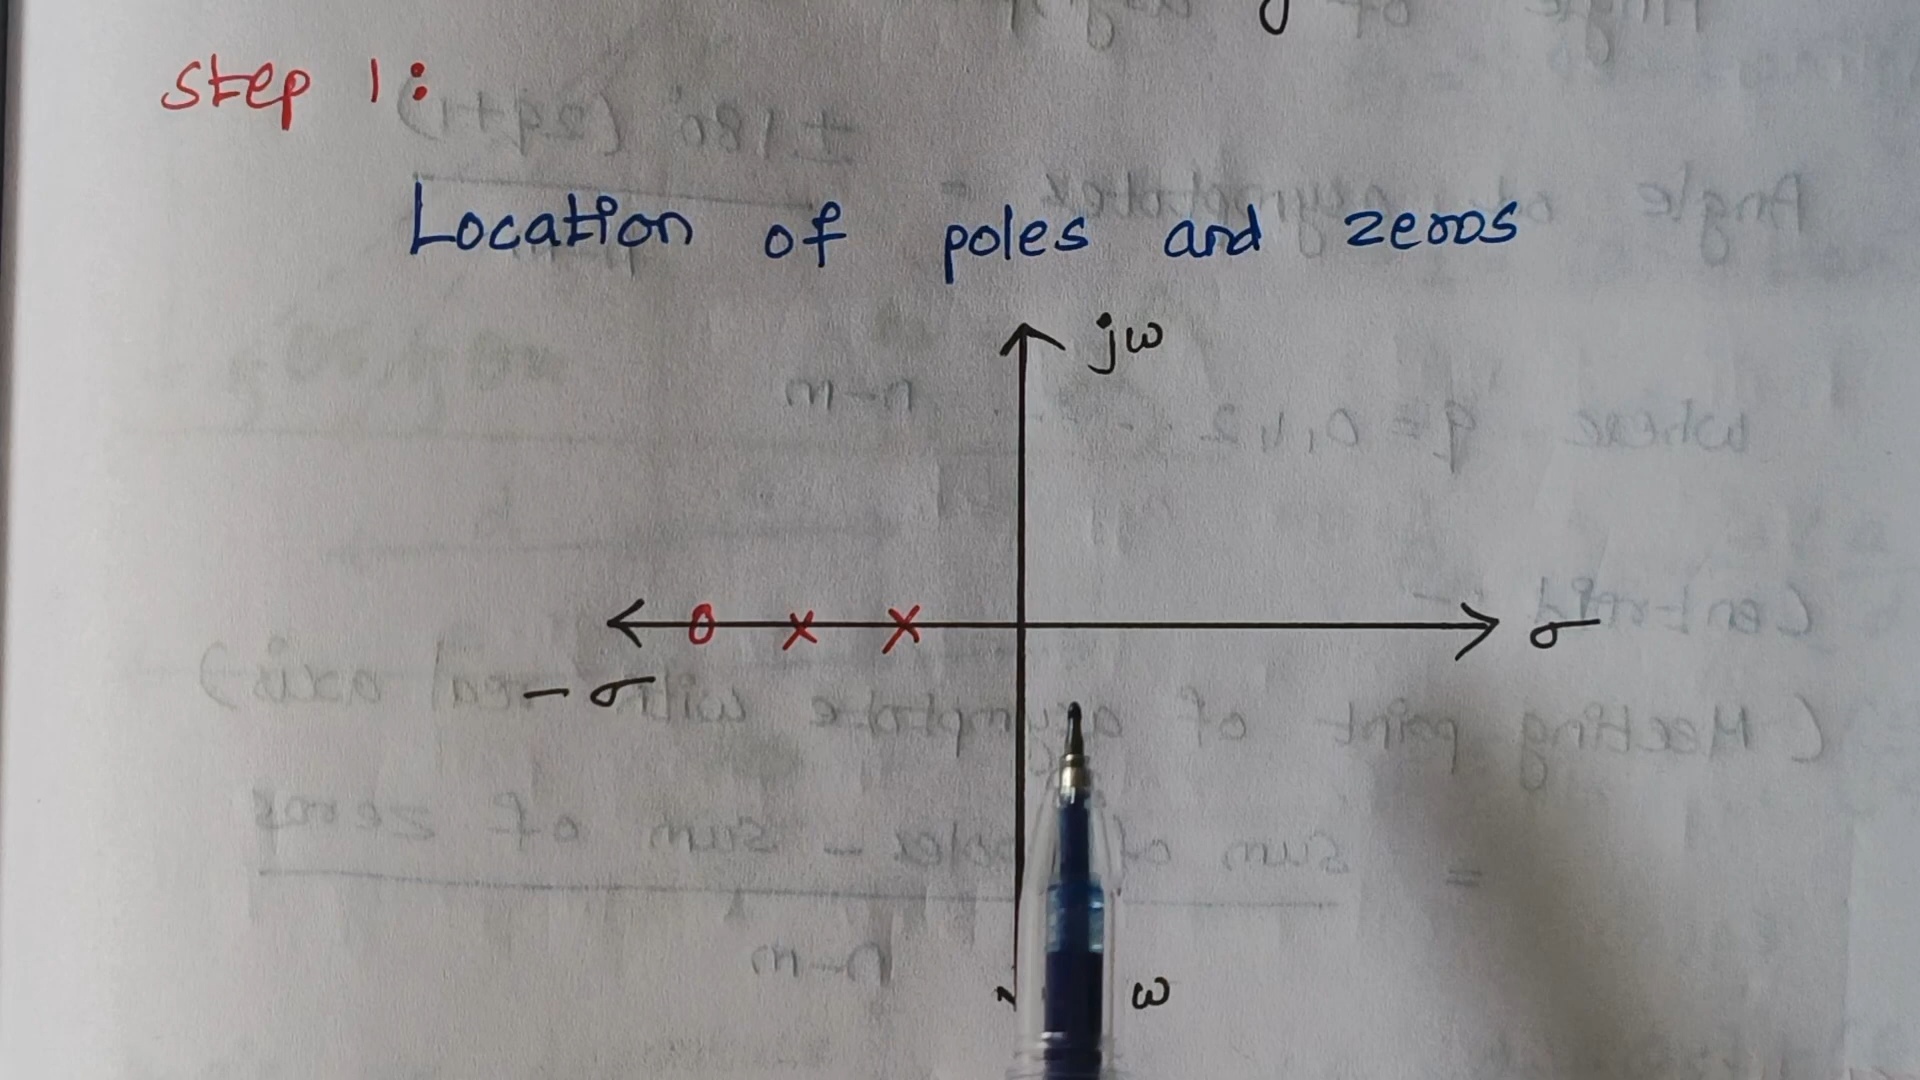 Step 1:
Location of poles and zeros
jω
σ
- σ
ω